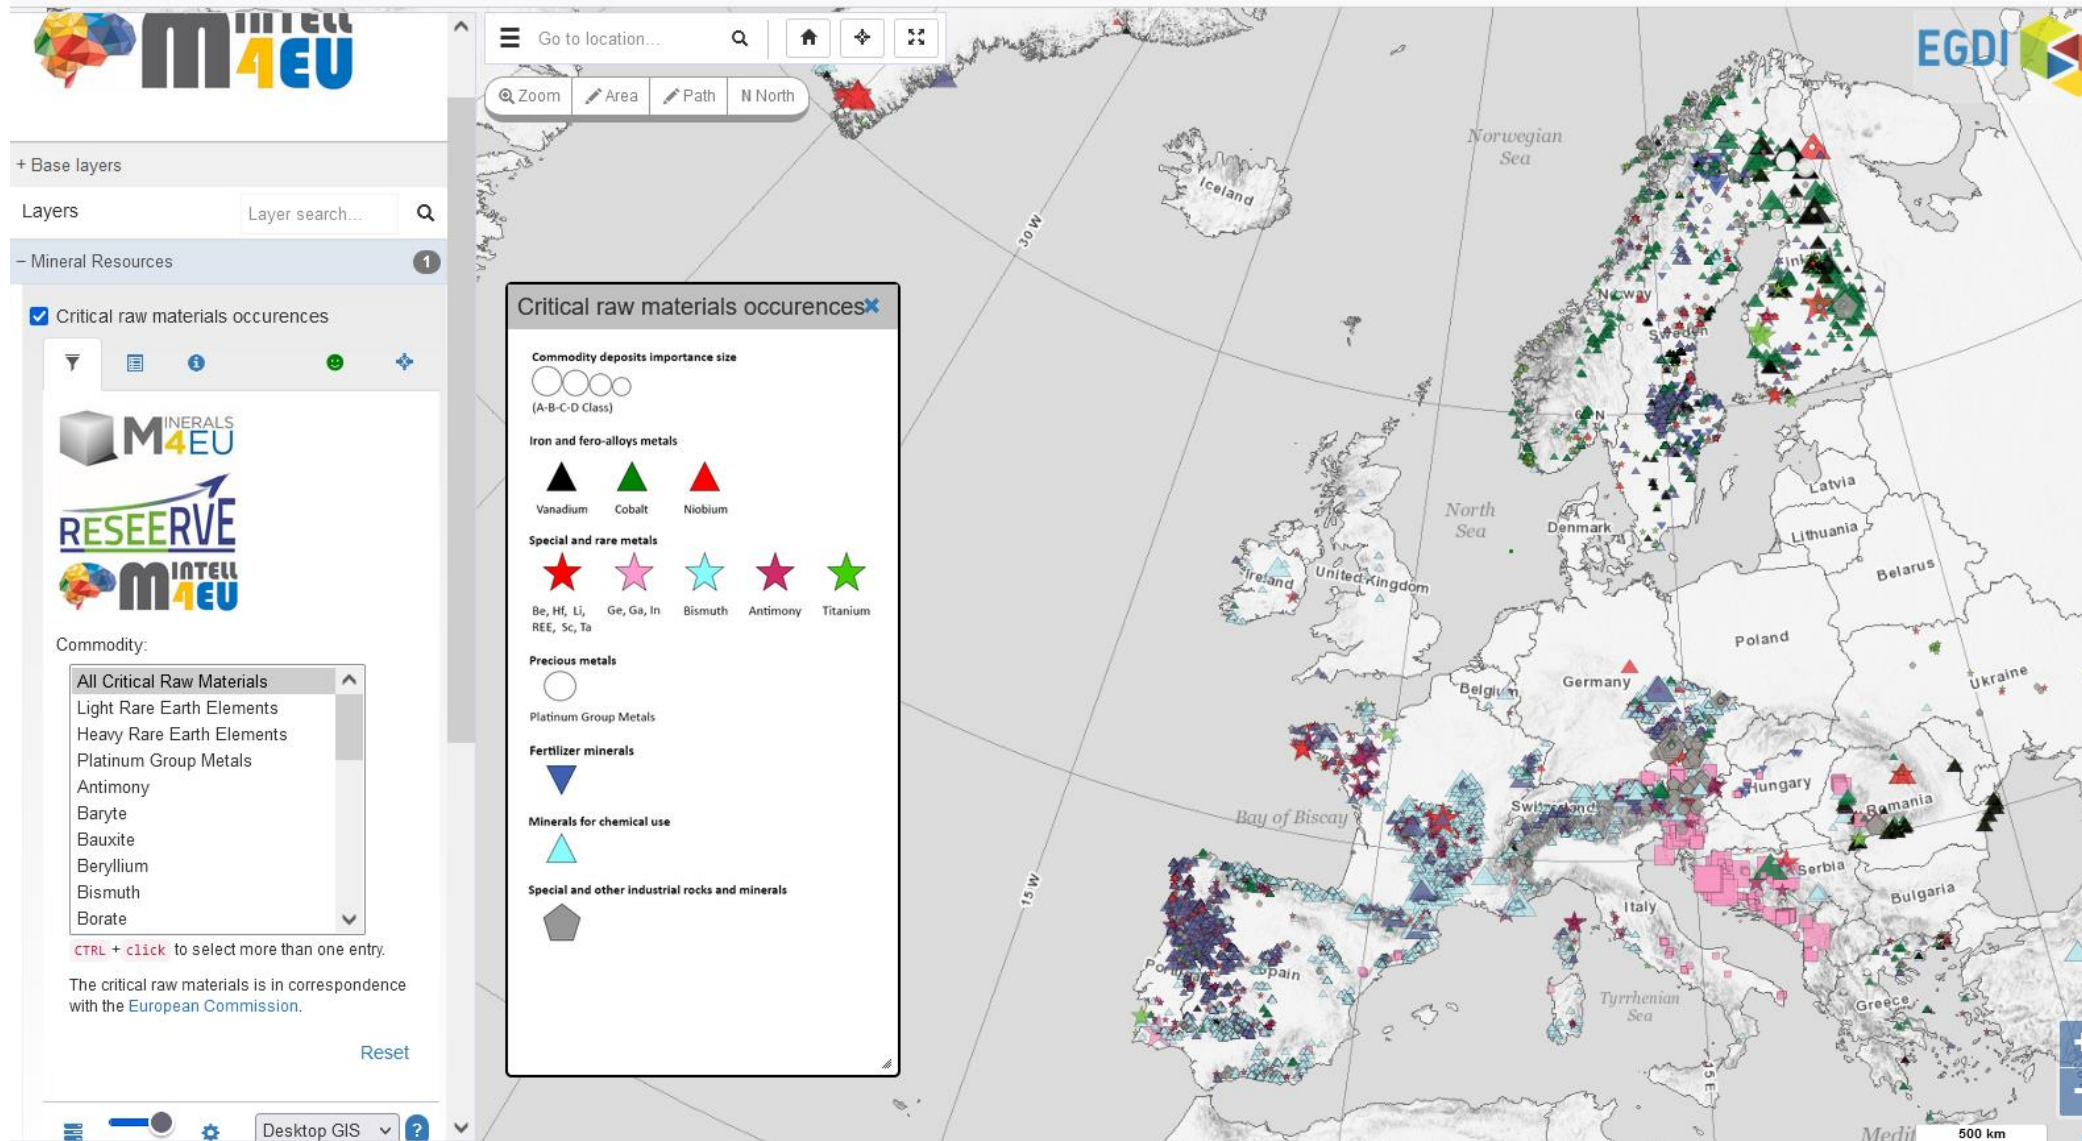 INTELL
M4EU
+ Base layers
Layers
Layer search...
− Mineral Resources
1
Critical raw materials occurences
MINERALS
4EU
RESEERVE
MINTELL
4EU
Commodity:
All Critical Raw Materials
Light Rare Earth Elements
Heavy Rare Earth Elements
Platinum Group Metals
Antimony
Baryte
Bauxite
Beryllium
Bismuth
Borate
CTRL + click to select more than one entry.
The critical raw materials is in correspondence
with the European Commission.
Reset
Desktop GIS
?
Go to location...
Zoom
Area
Path
N North
Critical raw materials occurences
Commodity deposits importance size
(A-B-C-D Class)
Iron and fero-alloys metals
Vanadium Cobalt Niobium
Special and rare metals
Be, Hf, Li,
REE, Sc, Ta
Ge, Ga, In
Bismuth
Antimony
Titanium
Precious metals
Platinum Group Metals
Fertilizer minerals
Minerals for chemical use
Special and other industrial rocks and minerals
EGDI
Norwegian
Sea
Iceland
30 W
Norway
Sweden
North
Sea
Denmark
Latvia
Lithuania
Belarus
Ireland
United Kingdom
Poland
Germany
Belgium
Ukraine
Bay of Biscay
Switzerland
Hungary
Romania
Serbia
Bulgaria
15 W
Italy
Spain
Tyrrhenian
Sea
Greece
15 E
Medit
500 km